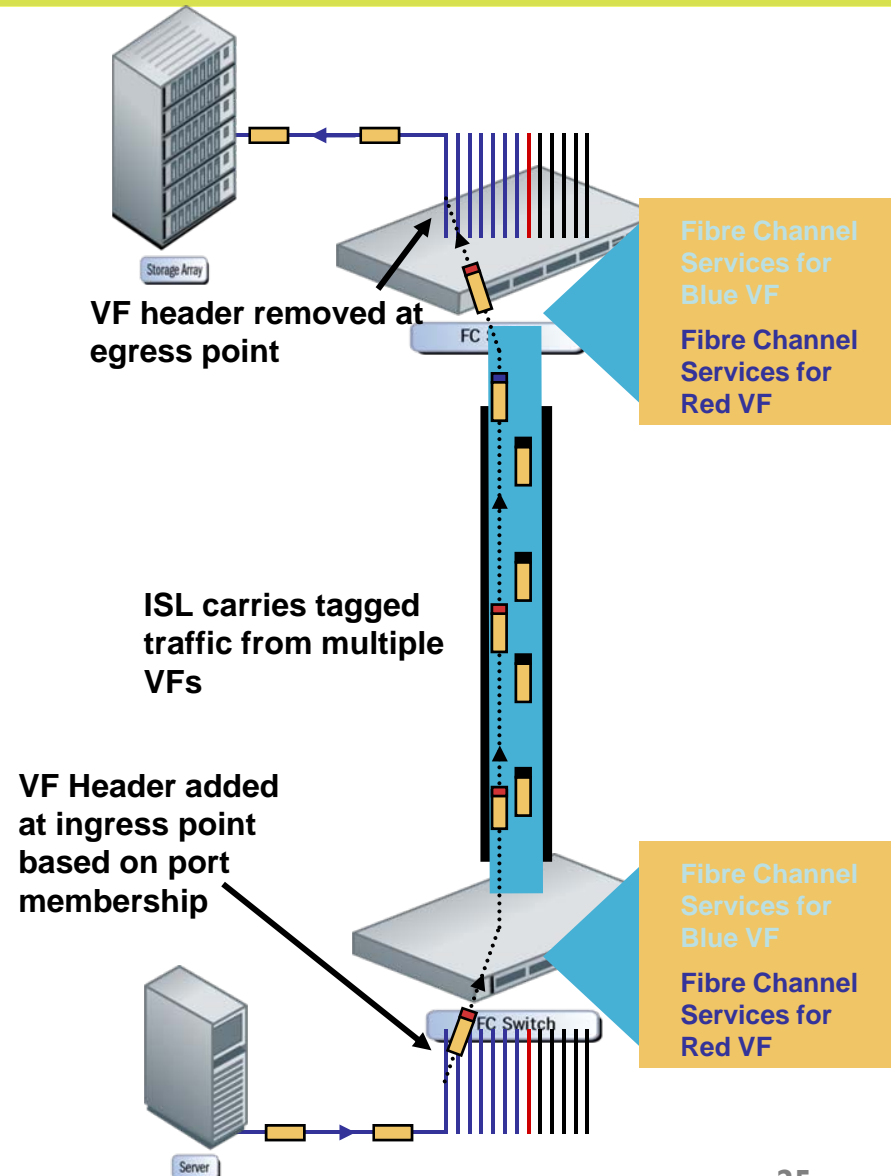 Storage Array
VF header removed at
egress point
FC
Fibre Channel
Services for
Blue VF
Fibre Channel
Services for
Red VF
ISL carries tagged
traffic from multiple
VFs
VF Header added
at ingress point
based on port
membership
Fibre Channel
Services for
Blue VF
Fibre Channel
Services for
Red VF
FC Switch
Server